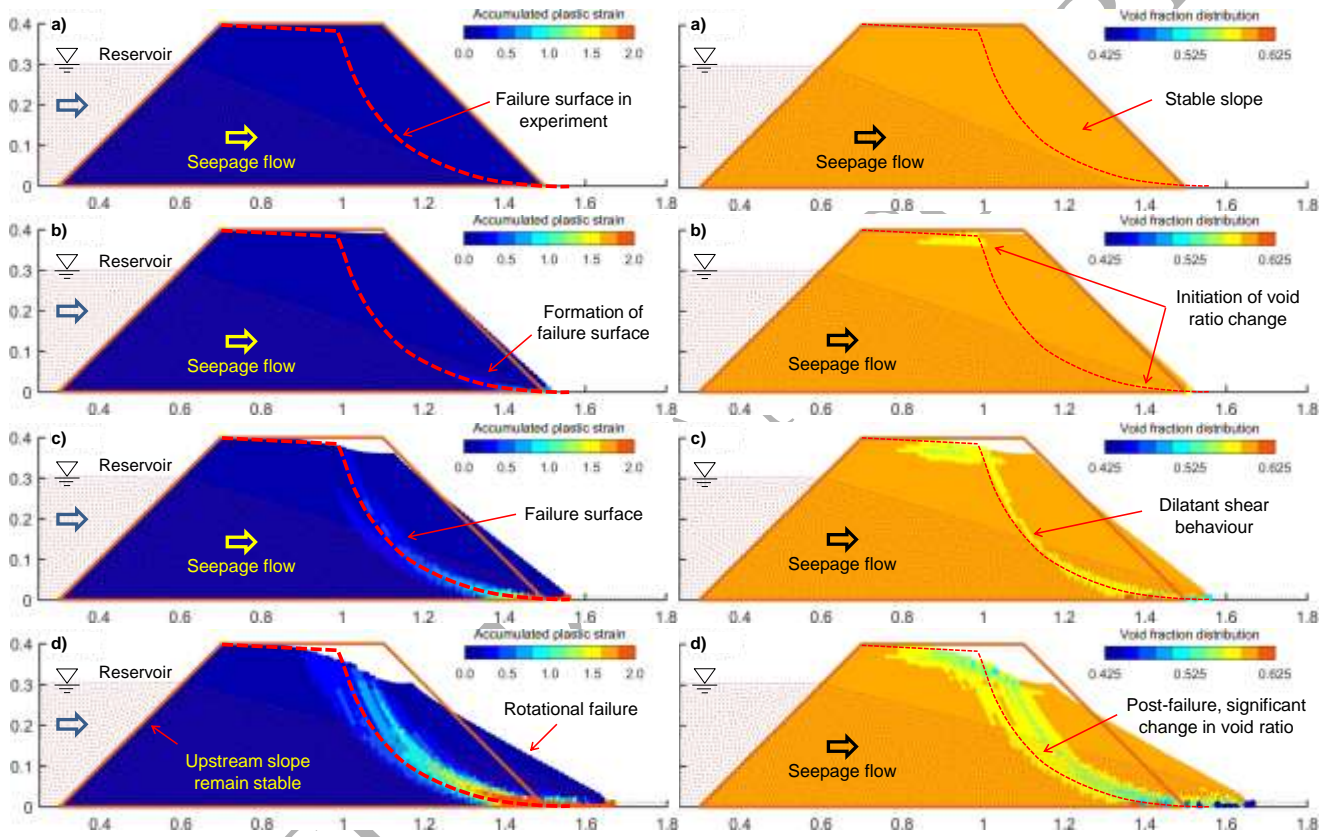 a)
Accumulated plastic strain
0.0 0.5 1.0 1.5 2.0
Reservoir
Failure surface in
experiment
Seepage flow
0.4
0.3
0.2
0.1
0
0.4 0.6 0.8 1 1.2 1.4 1.6 1.8
a)
Void fraction distribution
0.425 0.525 0.625
Stable slope
Seepage flow
0.4 0.6 0.8 1 1.2 1.4 1.6 1.8
b)
Accumulated plastic strain
0.0 0.5 1.0 1.5 2.0
Reservoir
Formation of
failure surface
Seepage flow
0.4
0.3
0.2
0.1
0
0.4 0.6 0.8 1 1.2 1.4 1.6 1.8
b)
Void fraction distribution
0.425 0.525 0.625
Initiation of void
ratio change
Seepage flow
0.4 0.6 0.8 1 1.2 1.4 1.6 1.8
c)
Accumulated plastic strain
0.0 0.5 1.0 1.5 2.0
Reservoir
Failure surface
Seepage flow
0.4
0.3
0.2
0.1
0
0.4 0.6 0.8 1 1.2 1.4 1.6 1.8
c)
Void fraction distribution
0.425 0.525 0.625
Dilatant shear
behaviour
Seepage flow
0.4 0.6 0.8 1 1.2 1.4 1.6 1.8
d)
Accumulated plastic strain
0.0 0.5 1.0 1.5 2.0
Reservoir
Rotational failure
Upstream slope
remain stable
0.4
0.3
0.2
0.1
0
0.4 0.6 0.8 1 1.2 1.4 1.6 1.8
d)
Void fraction distribution
0.425 0.525 0.625
Post-failure, significant
change in void ratio
Seepage flow
0.4 0.6 0.8 1 1.2 1.4 1.6 1.8